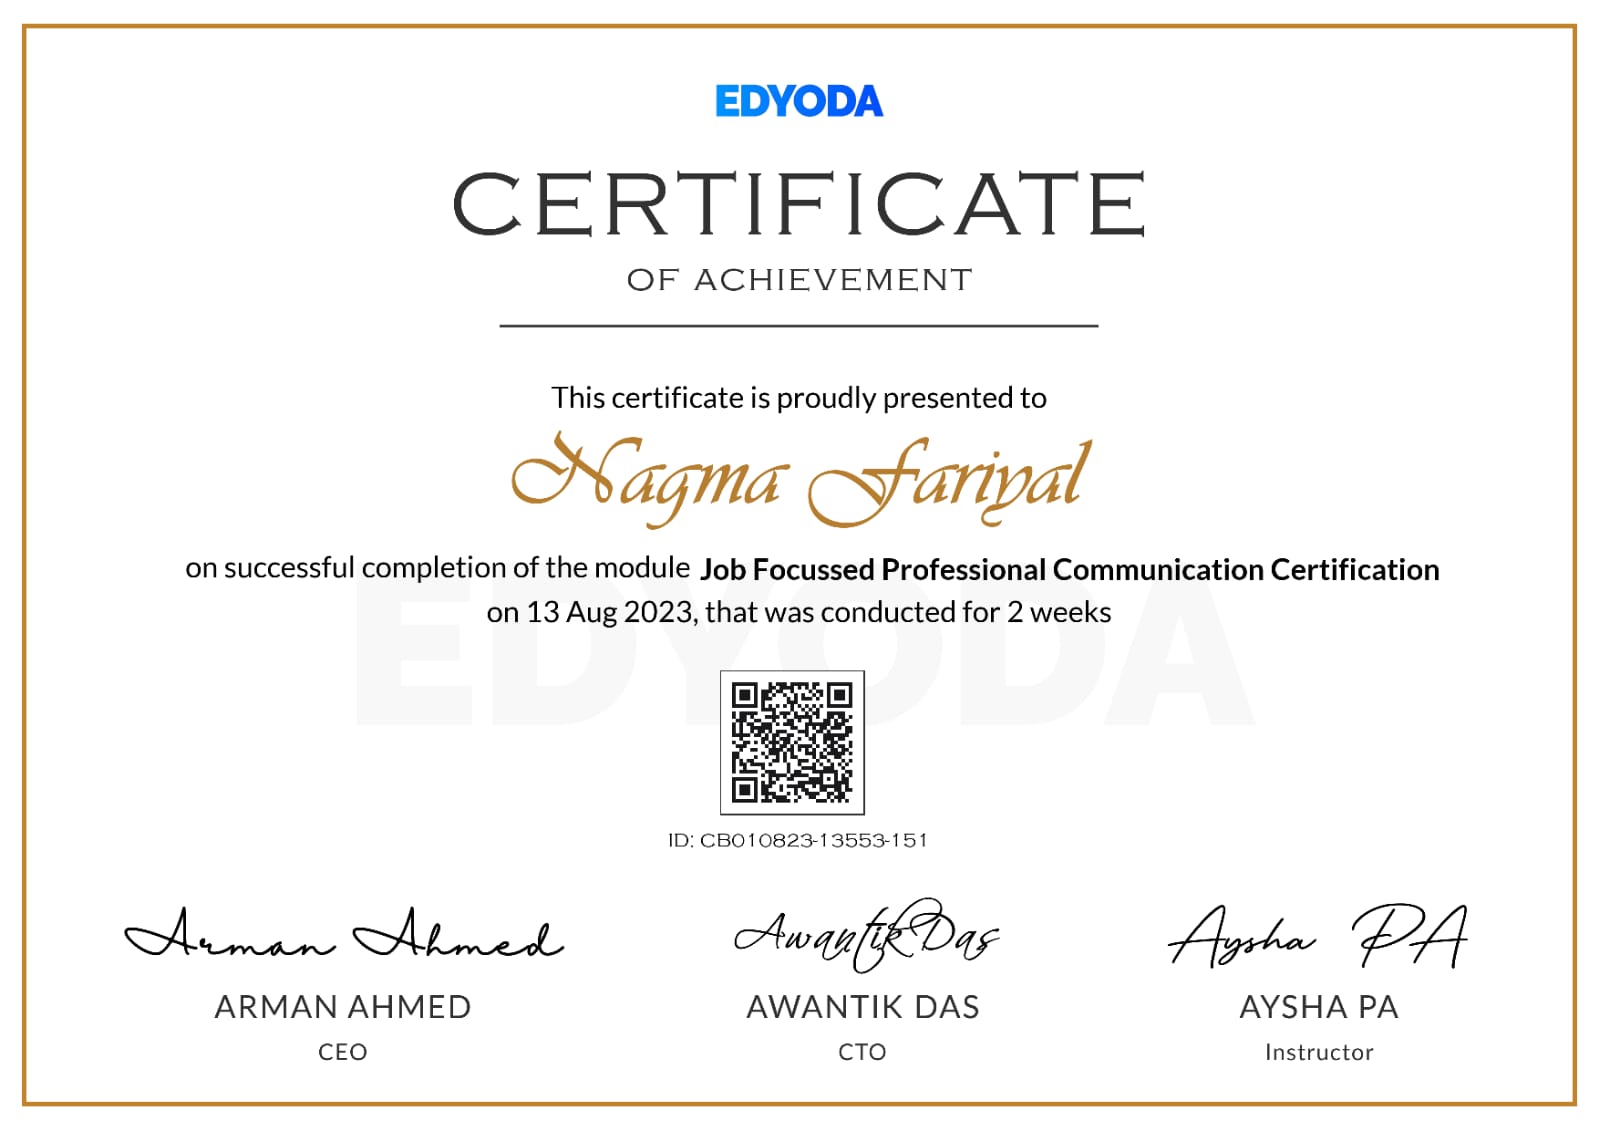 EDYODA
CERTIFICATE
OF ACHIEVEMENT
This certificate is proudly presented to
Nagma Fariyal
on successful completion of the module Job Focussed Professional Communication Certification
on 13 Aug 2023, that was conducted for 2 weeks
EDYODA
ID: CB010823-13553-151
Arman Ahmed Awantik Das Aysha PA
ARMAN AHMED AWANTIK DAS AYSHA PA
CEO CTO Instructor